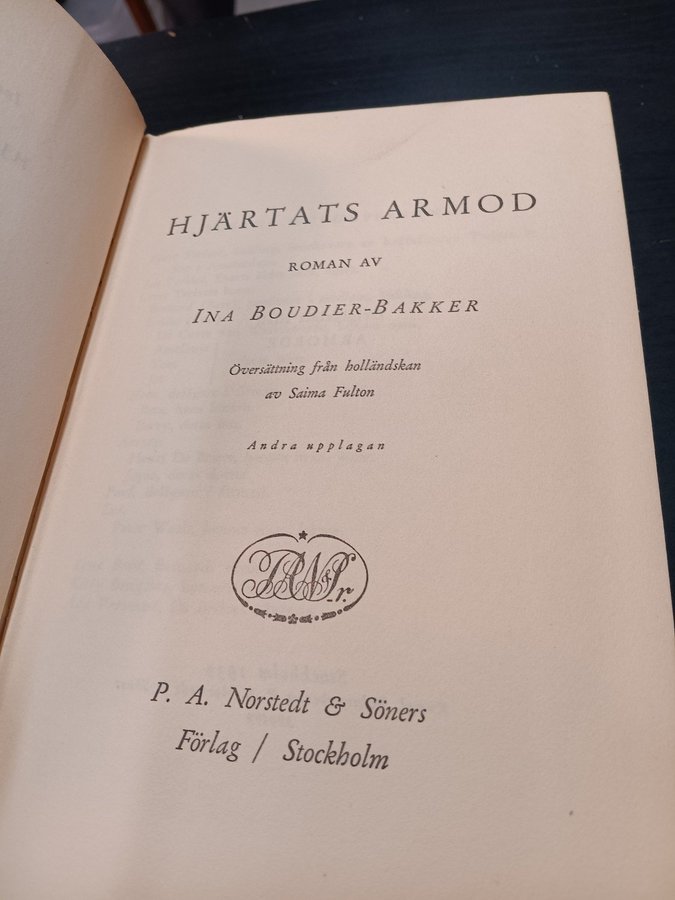 HJÄRTATS ARMOD
ROMAN AV
INA BOUDIER-BAKKER
Översättning från holländskan
av Saima Fulton
Andra upplagan
P. A. Norstedt & Söners
Förlag / Stockholm